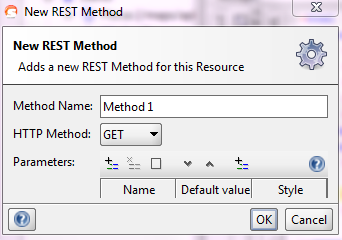 New REST Method
New REST Method
Adds a new REST Method for this Resource
Method Name: Method 1
HTTP Method: GET
Parameters:
Name Default value Style
OK Cancel